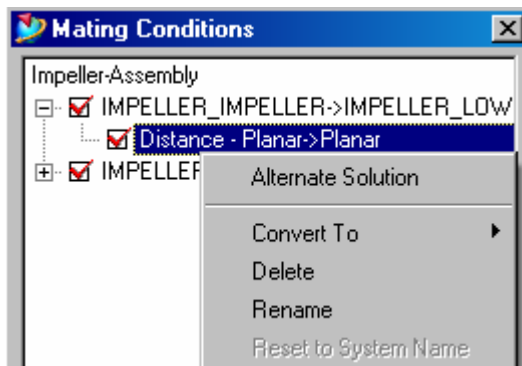 Mating Conditions
Impeller-Assembly
IMPELLER_IMPELLER->IMPELLER_LOW
Distance - Planar->Planar
IMPELLER
Alternate Solution
Convert To
Delete
Rename
Reset to System Name